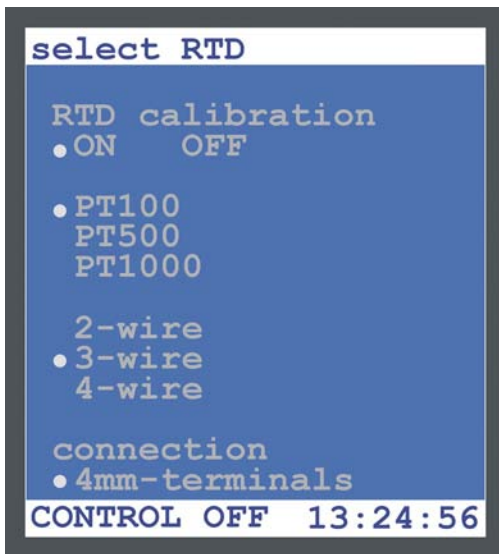 select RTD
RTD calibration
ON OFF
PT100
PT500
PT1000
2-wire
3-wire
4-wire
connection
4mm-terminals
CONTROL OFF 13:24:56